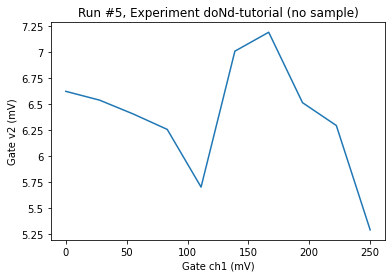 Run #5, Experiment doNd-tutorial (no sample)
7.25
7
6.75
6.5
6.25
6
5.75
5.5
5.25
Gate v2 (mV)
0 50 100 150 200 250
Gate ch1 (mV)